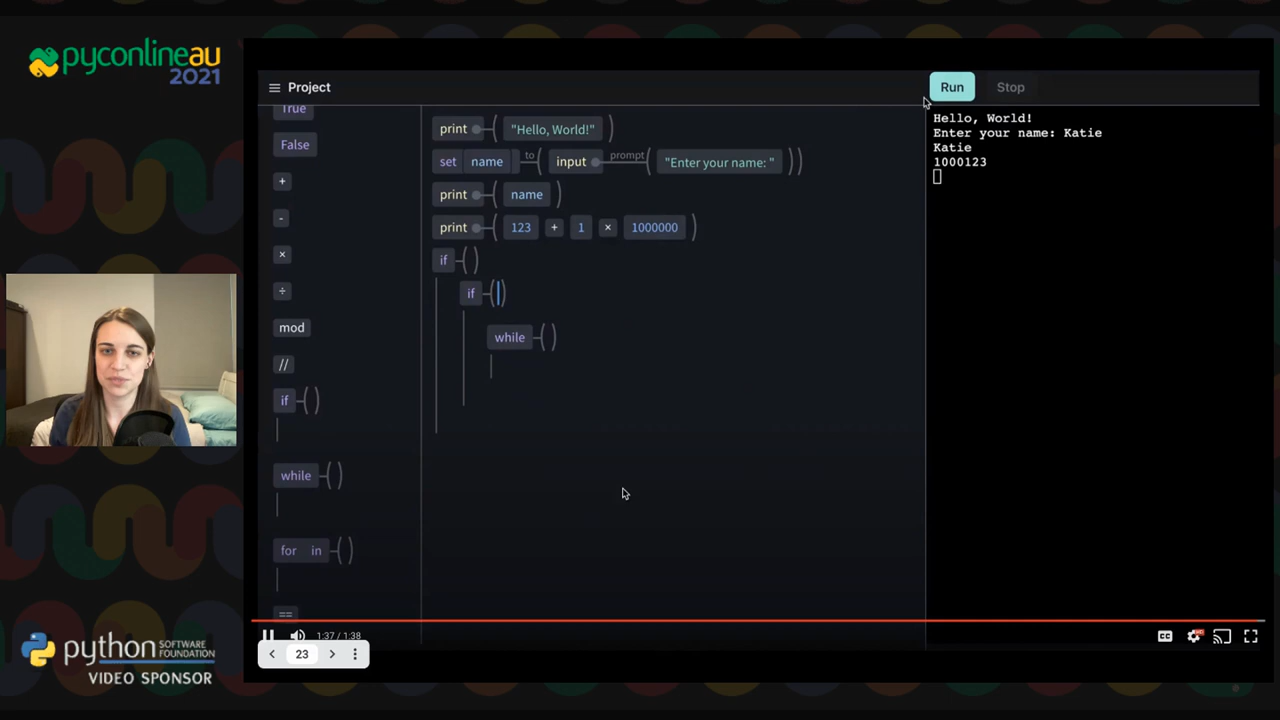 pyconlineau
2021
Project
Run
Stop
True
False
+
-
×
÷
mod
//
if ()
while ()
for in ()
==
print ( "Hello, World!" )
set name to ( input prompt ( "Enter your name: " ) )
print ( name )
print ( 123 + 1 × 1000000 )
if ()
if ()
while ()
Hello, World!
Enter your name: Katie
Katie
1000123
1:37 / 1:38
CC
23
python SOFTWARE FOUNDATION
VIDEO SPONSOR